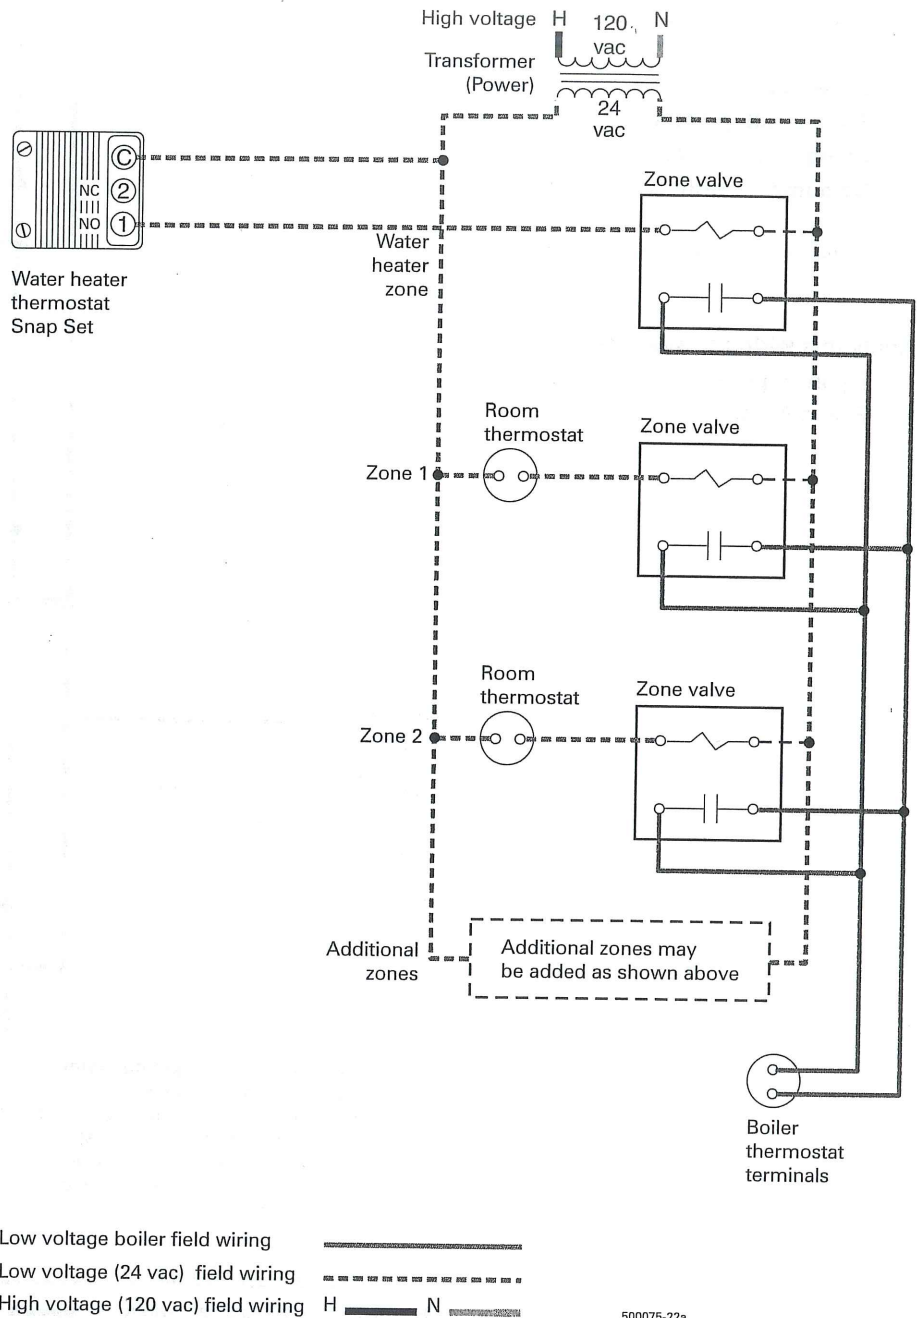 High voltage H 120 N
vac
Transformer
(Power)
24
vac
C
NC 2
NO 1
Water heater
thermostat
Snap Set
Water
heater
zone
Zone valve
Room
thermostat
Zone valve
Zone 1
Room
thermostat
Zone valve
Zone 2
Additional
zones
Additional zones may
be added as shown above
Boiler
thermostat
terminals
Low voltage boiler field wiring
Low voltage (24 vac) field wiring
High voltage (120 vac) field wiring H N
500075-22a